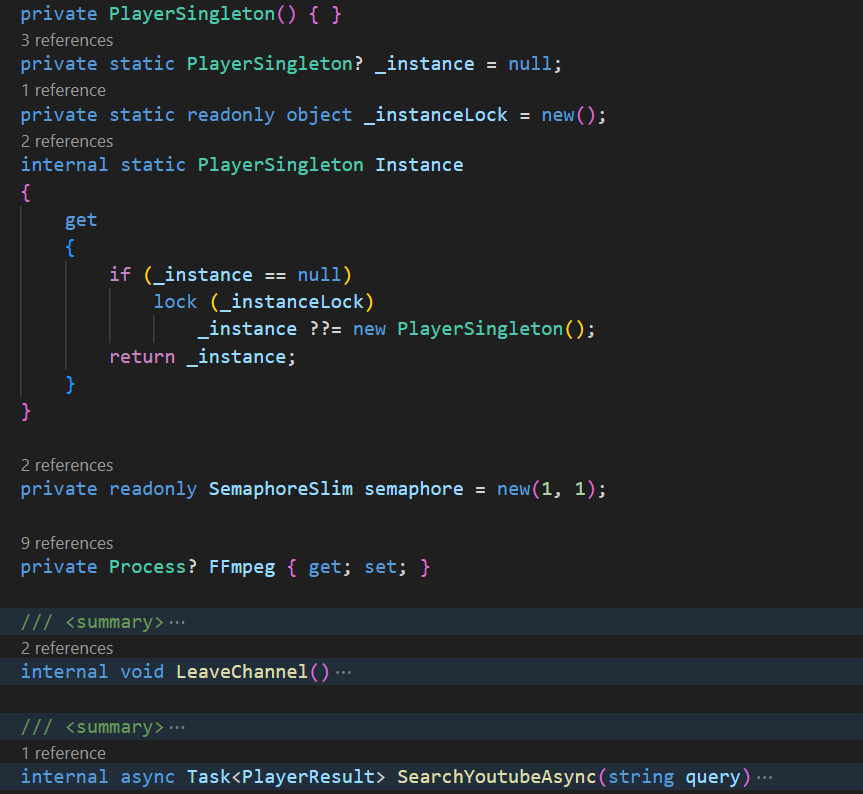 private PlayerSingleton() { }
3 references
private static PlayerSingleton? _instance = null;
1 reference
private static readonly object _instanceLock = new();
2 references
internal static PlayerSingleton Instance
{
    get
    {
        if (_instance == null)
            lock (_instanceLock)
                _instance ??= new PlayerSingleton();
        return _instance;
    }
}
2 references
private readonly SemaphoreSlim semaphore = new(1, 1);
9 references
private Process? FFmpeg { get; set; }
/// <summary>⋯
2 references
internal void LeaveChannel()⋯
/// <summary>⋯
1 reference
internal async Task<PlayerResult> SearchYoutubeAsync(string query)⋯